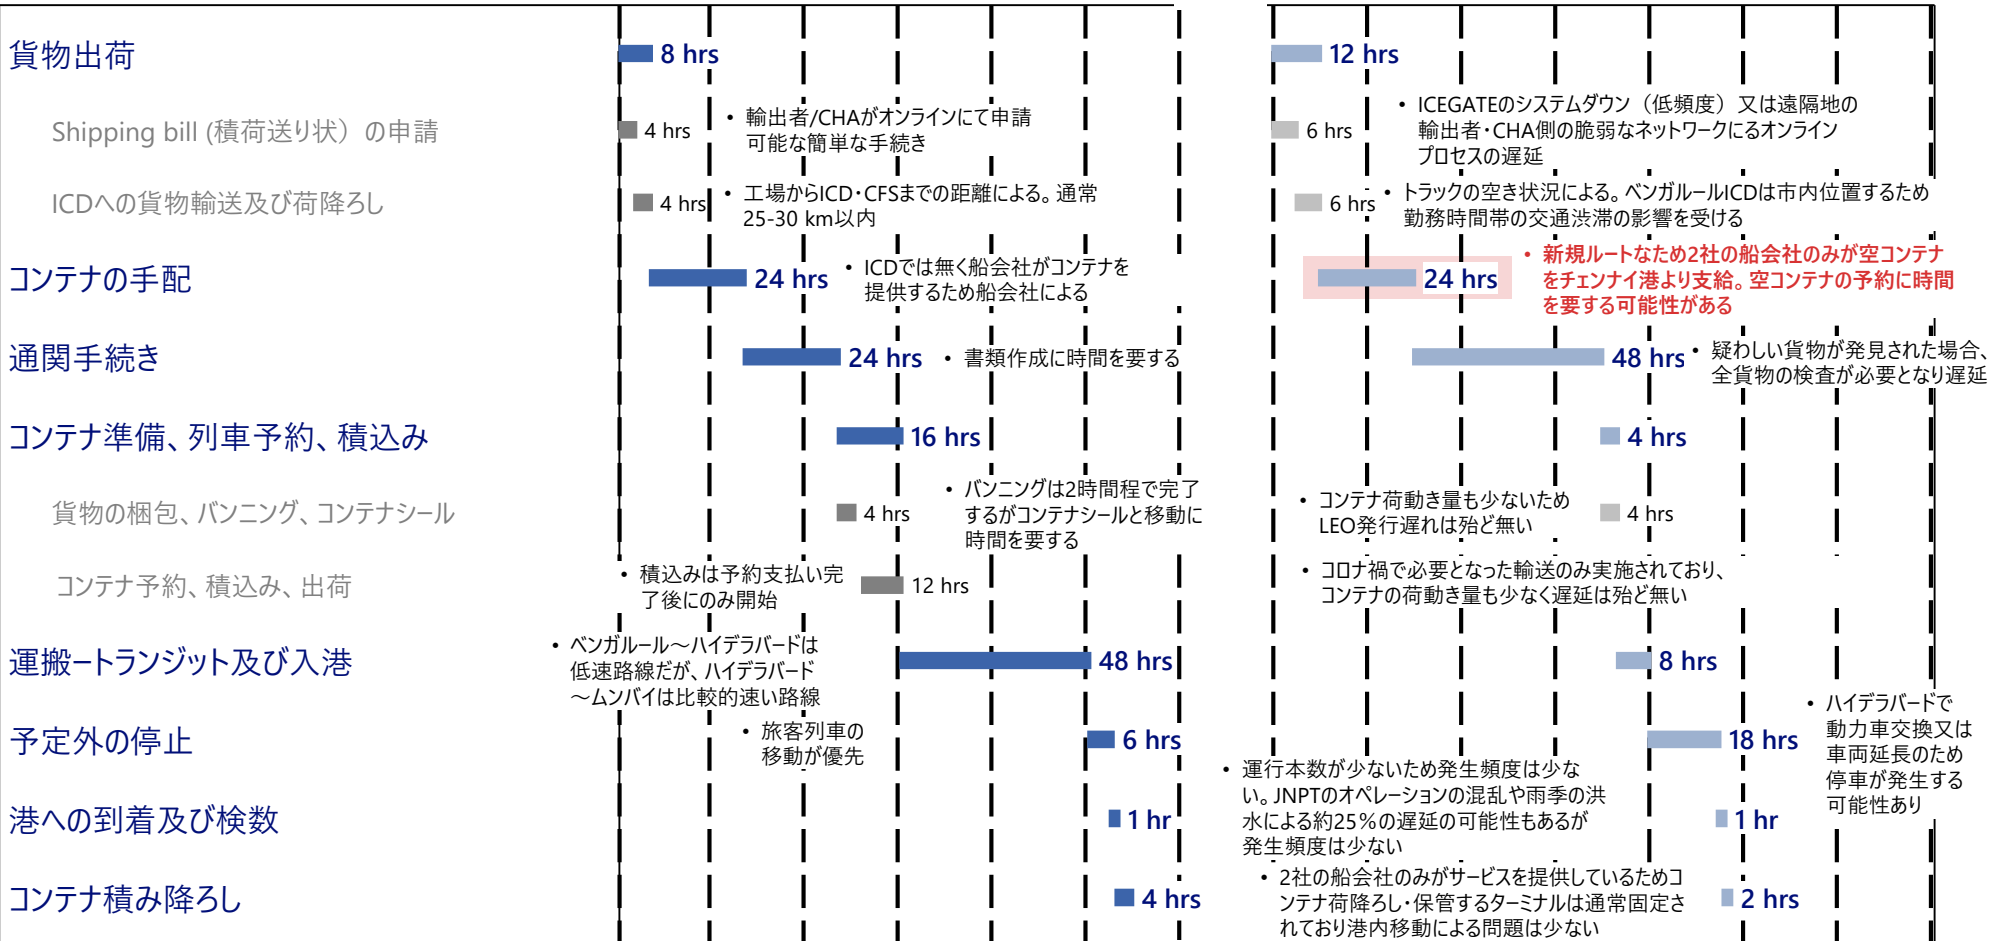 貨物出荷
8 hrs
12 hrs
Shipping bill (積荷送り状）の申請
4 hrs
• 輸出者/CHAがオンラインにて申請
可能な簡単な手続き
6 hrs
• ICEGATEのシステムダウン（低頻度）又は遠隔地の
輸出者・CHA側の脆弱なネットワークにるオンライン
プロセスの遅延
ICDへの貨物輸送及び荷降ろし
4 hrs
• 工場からICD・CFSまでの距離による。通常
25-30 km以内
6 hrs
• トラックの空き状況による。ベンガルールICDは市内位置するため
勤務時間帯の交通渋滞の影響を受ける
コンテナの手配
24 hrs
• ICDでは無く船会社がコンテナを
提供するため船会社による
24 hrs
• 新規ルートなため2社の船会社のみが空コンテナ
をチェンナイ港より支給。空コンテナの予約に時間
を要する可能性がある
通関手続き
24 hrs
• 書類作成に時間を要する
48 hrs
• 疑わしい貨物が発見された場合、
全貨物の検査が必要となり遅延
コンテナ準備、列車予約、積込み
16 hrs
4 hrs
貨物の梱包、バンニング、コンテナシール
4 hrs
• バンニングは2時間程で完了
するがコンテナシールと移動に
時間を要する
• コンテナ荷動き量も少ないため
LEO発行遅れは殆ど無い
4 hrs
コンテナ予約、積込み、出荷
• 積込みは予約支払い完
了後にのみ開始
12 hrs
• コロナ禍で必要となった輸送のみ実施されており、
コンテナの荷動き量も少なく遅延は殆ど無い
運搬ートランジット及び入港
• ベンガルール～ハイデラバードは
低速路線だが、ハイデラバード
～ムンバイは比較的速い路線
48 hrs
8 hrs
予定外の停止
• 旅客列車の
移動が優先
6 hrs
18 hrs
• ハイデラバードで
動力車交換又は
車両延長のため
停車が発生する
可能性あり
港への到着及び検数
1 hr
• 運行本数が少ないため発生頻度は少な
い。JNPTのオペレーションの混乱や雨季の洪
水による約25％の遅延の可能性もあるが
発生頻度は少ない
1 hr
コンテナ積み降ろし
4 hrs
• 2社の船会社のみがサービスを提供しているためコ
ンテナ荷降ろし・保管するターミナルは通常固定さ
れており港内移動による問題は少ない
2 hrs